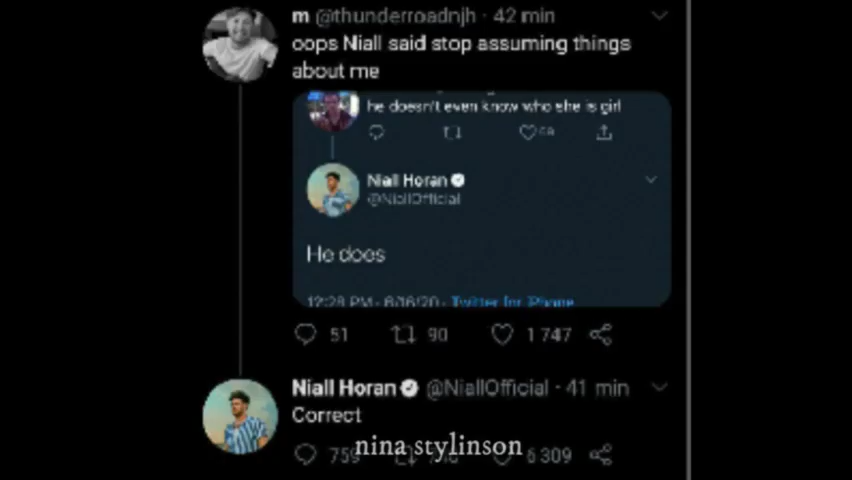 m @thunderroadnjh · 42 min
oops Niall said stop assuming things
about me
he doesn't even know who she is girl
Niall Horan
@NiallOfficial
He does
12:28 PM · 6/16/20 · Twitter for iPhone
51 90 1 747
Niall Horan @NiallOfficial · 41 min
Correct
nina stylinson
759 6 309